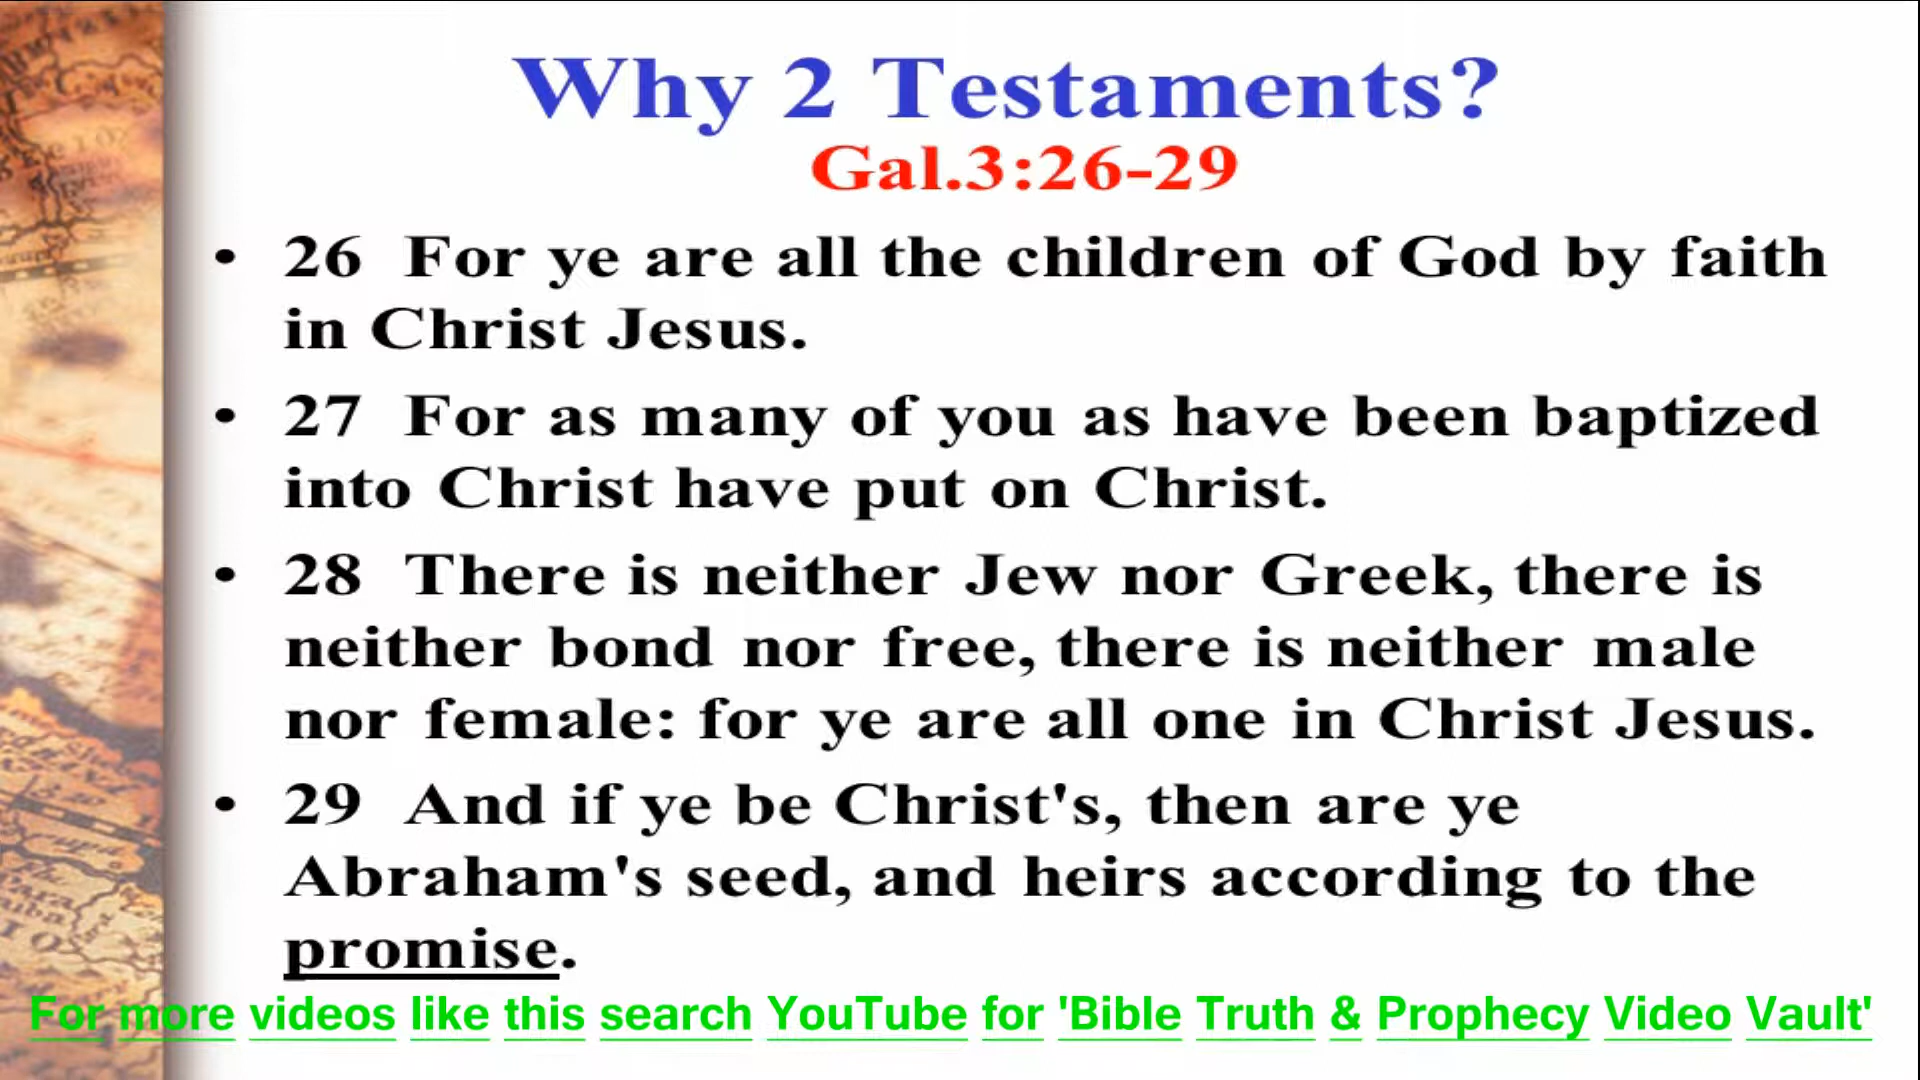 Why 2 Testaments?
Gal.3:26-29
• 26 For ye are all the children of God by faith
in Christ Jesus.
• 27 For as many of you as have been baptized
into Christ have put on Christ.
• 28 There is neither Jew nor Greek, there is
neither bond nor free, there is neither male
nor female: for ye are all one in Christ Jesus.
• 29 And if ye be Christ's, then are ye
Abraham's seed, and heirs according to the
promise.
For more videos like this search YouTube for 'Bible Truth & Prophecy Video Vault'